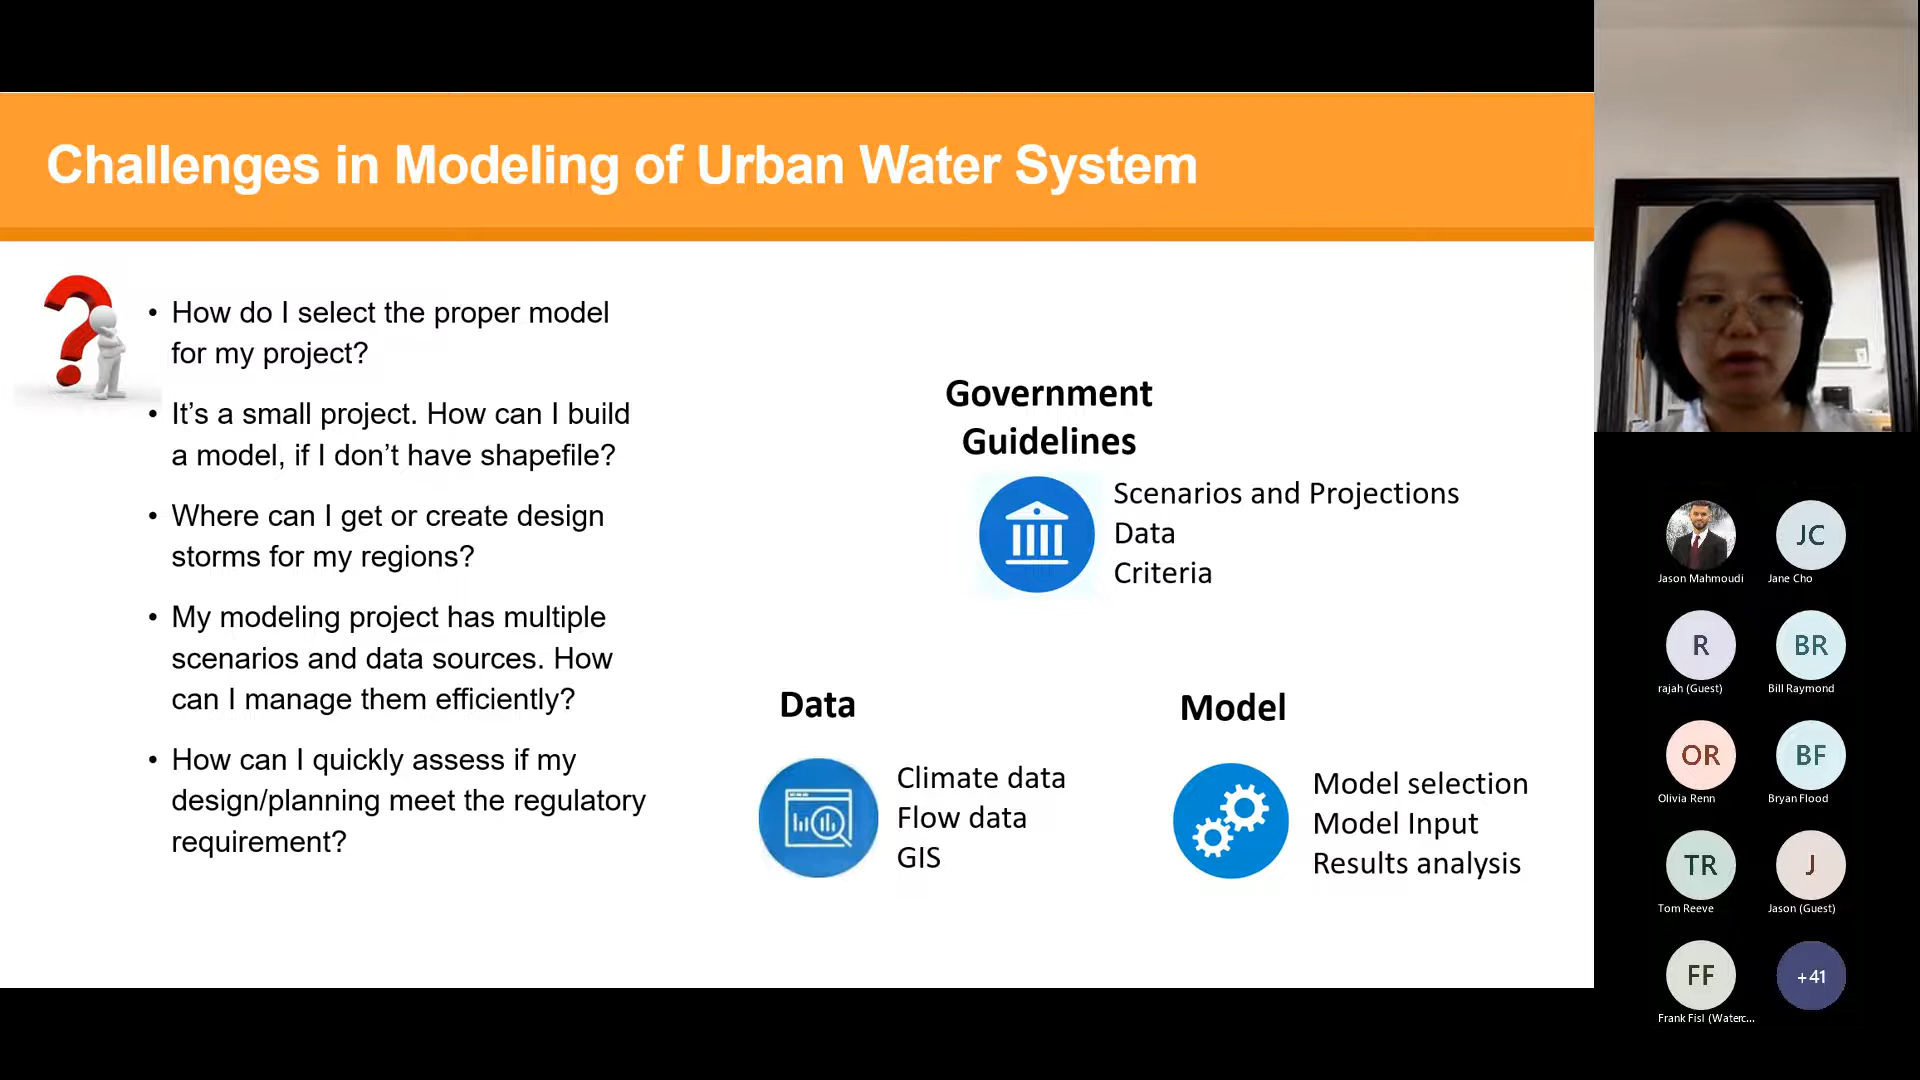 Challenges in Modeling of Urban Water System
• How do I select the proper model
for my project?
• It’s a small project. How can I build
a model, if I don’t have shapefile?
• Where can I get or create design
storms for my regions?
• My modeling project has multiple
scenarios and data sources. How
can I manage them efficiently?
• How can I quickly assess if my
design/planning meet the regulatory
requirement?
Government
Guidelines
Scenarios and Projections
Data
Criteria
Data
Climate data
Flow data
GIS
Model
Model selection
Model Input
Results analysis
Jason Mahmoudi
JC
Jane Cho
R
rajah (Guest)
BR
Bill Raymond
OR
Olivia Renn
BF
Bryan Flood
TR
Tom Reeve
J
Jason (Guest)
FF
Frank Fisl (Waterc...
+41